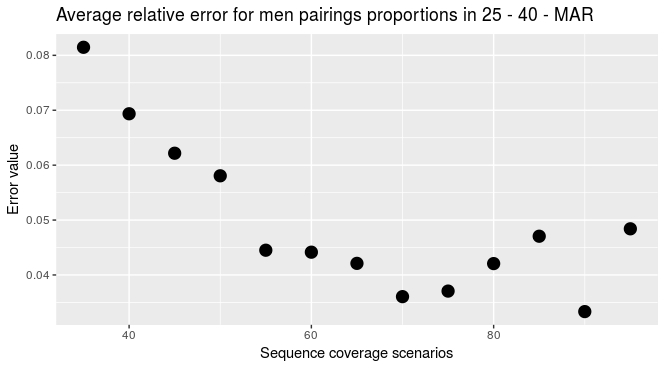 Average relative error for men pairings proportions in 25 - 40 - MAR
0.08
0.07
0.06
0.05
0.04
Error value
40
60
80
Sequence coverage scenarios